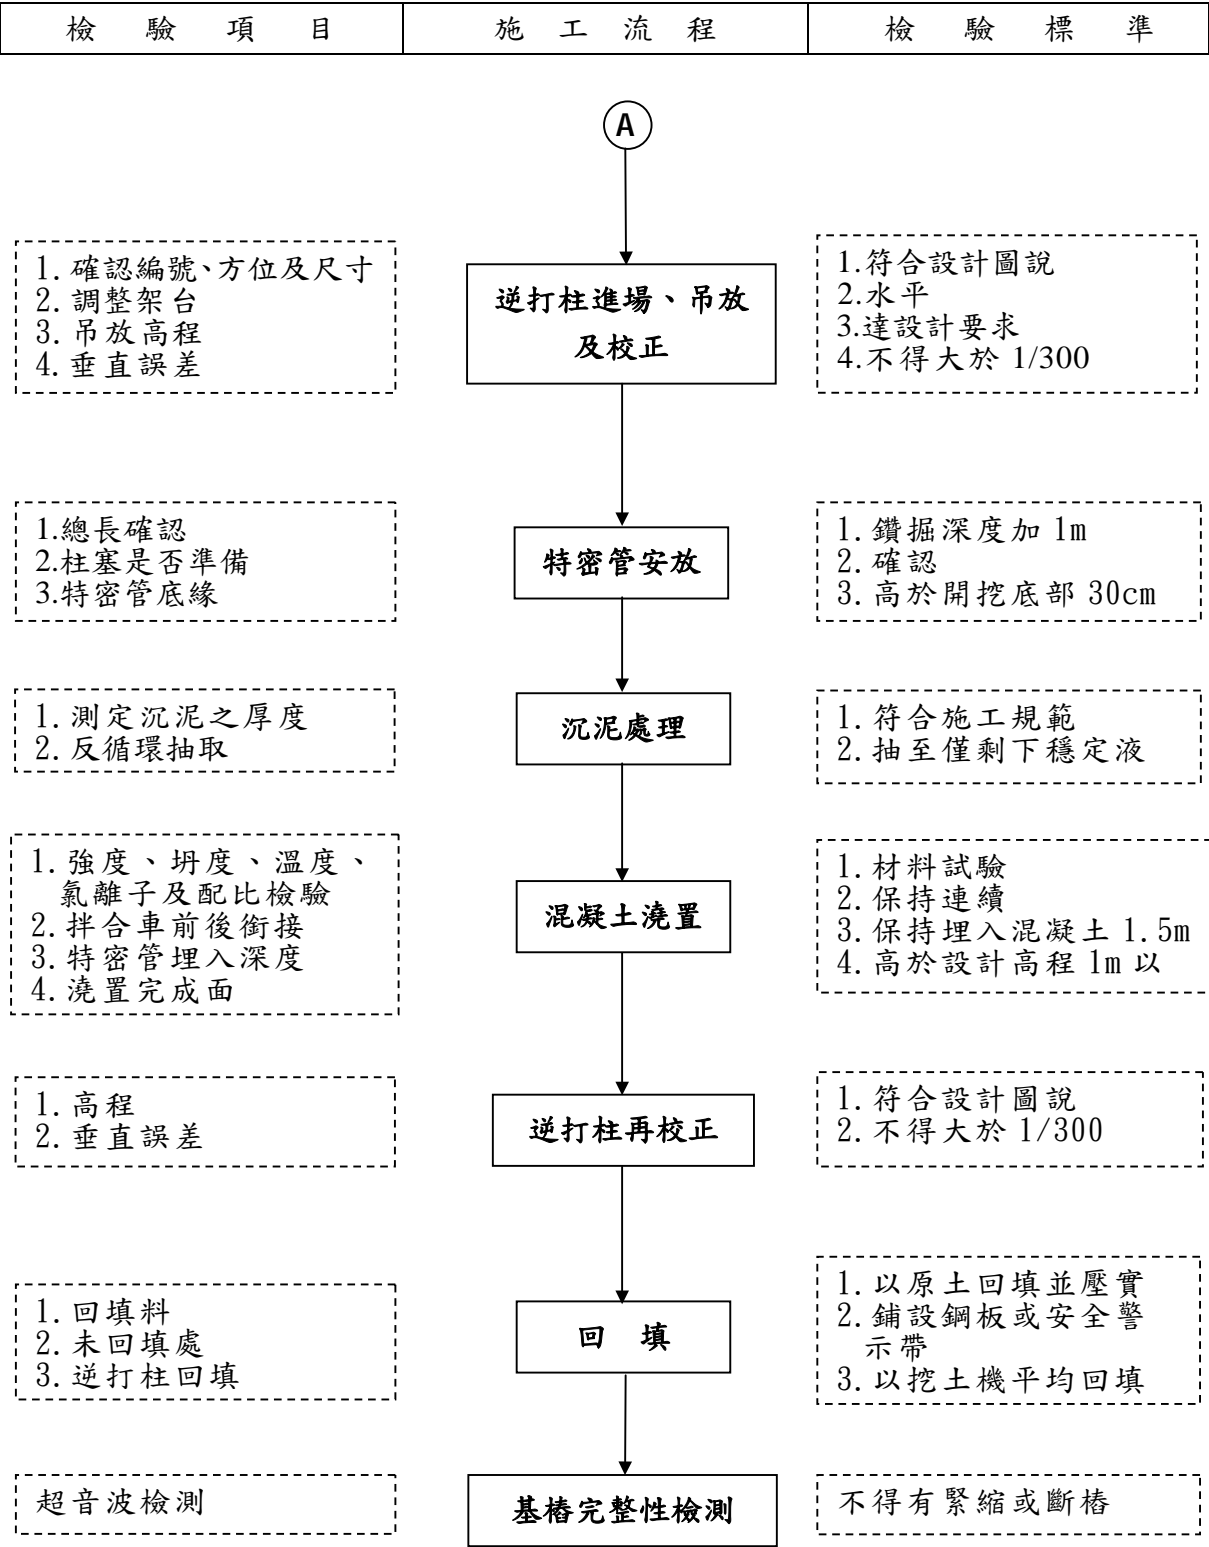 檢驗項目 施工流程 檢驗標準
A
1. 確認編號、方位及尺寸
2. 調整架台
3. 吊放高程
4. 垂直誤差
逆打柱進場、吊放
及校正
1.符合設計圖說
2.水平
3.達設計要求
4.不得大於 1/300
1.總長確認
2.柱塞是否準備
3.特密管底緣
特密管安放
1. 鑽掘深度加 1m
2. 確認
3. 高於開挖底部 30cm
1. 測定沉泥之厚度
2. 反循環抽取
沉泥處理
1. 符合施工規範
2. 抽至僅剩下穩定液
1. 強度、坍度、溫度、
氯離子及配比檢驗
2. 拌合車前後銜接
3. 特密管埋入深度
4. 澆置完成面
混凝土澆置
1. 材料試驗
2. 保持連續
3. 保持埋入混凝土 1.5m
4. 高於設計高程 1m 以
1. 高程
2. 垂直誤差
逆打柱再校正
1. 符合設計圖說
2. 不得大於 1/300
1. 回填料
2. 未回填處
3. 逆打柱回填
回填
1. 以原土回填並壓實
2. 鋪設鋼板或安全警
示帶
3. 以挖土機平均回填
超音波檢測
基樁完整性檢測
不得有緊縮或斷樁